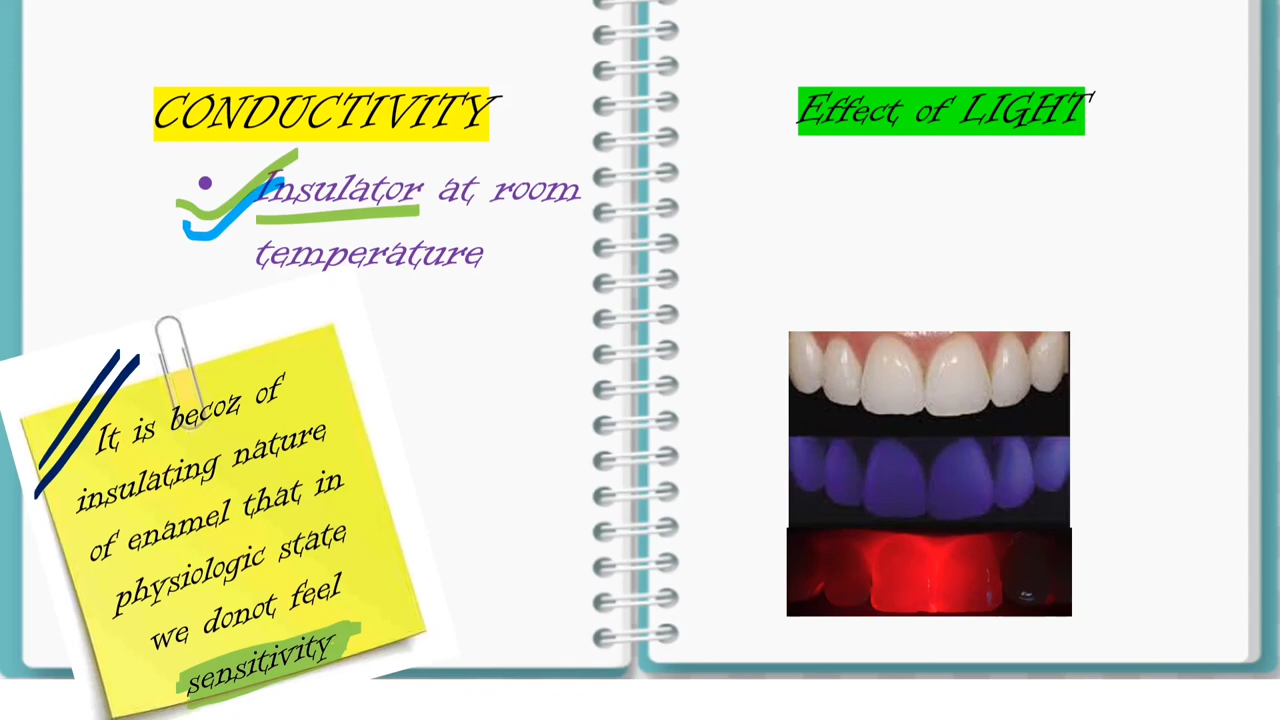 CONDUCTIVITY
Insulator at room
temperature
It is becoz of
insulating nature
of enamel that in
physiologic state
we donot feel
sensitivity
Effect of LIGHT